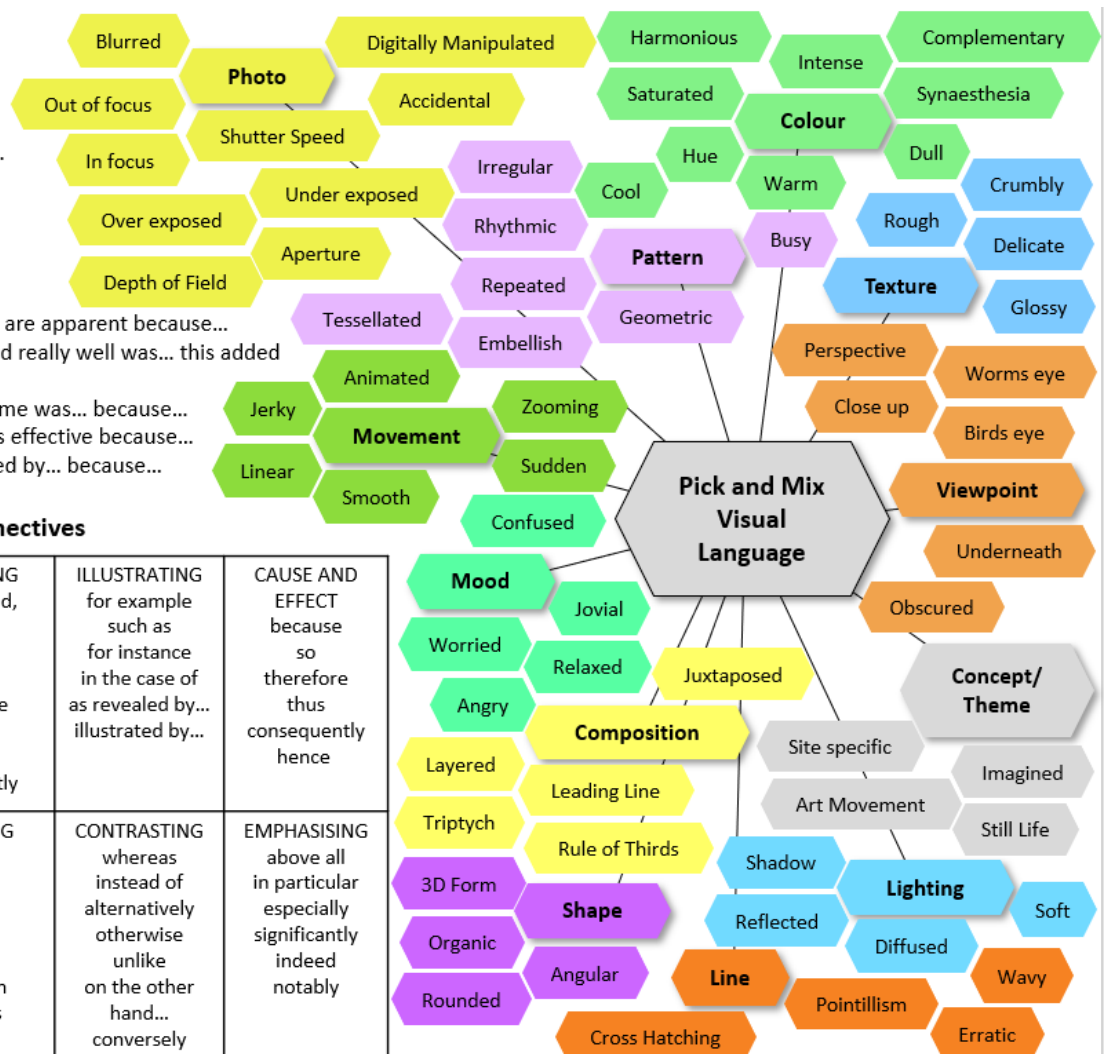 Blurred
Digitally Manipulated
Photo
Out of focus
Accidental
Shutter Speed
In focus
Under exposed
Over exposed
Aperture
Depth of Field
Harmonious
Complementary
Intense
Saturated
Synaesthesia
Colour
Hue
Dull
Cool
Warm
Irregular
Rhythmic
Busy
Pattern
Repeated
Geometric
Tessellated
Embellish
Crumbly
Rough
Delicate
Texture
Glossy
Perspective
Worms eye
Close up
Birds eye
Viewpoint
Underneath
Obscured
are apparent because...
really well was... this added
was... because...
effective because...
by... because...
Animated
Jerky
Zooming
Movement
Linear
Sudden
Smooth
Pick and Mix
Visual
Language
Confused
Mood
Jovial
Worried
Relaxed
Angry
Juxtaposed
Composition
Layered
Leading Line
Triptych
Rule of Thirds
Concept/
Theme
Site specific
Imagined
Art Movement
Still Life
3D Form
Shape
Organic
Angular
Rounded
Shadow
Lighting
Soft
Reflected
Diffused
Line
Wavy
Pointillism
Cross Hatching
Erratic
ILLUSTRATING
for example
such as
for instance
in the case of
as revealed by...
illustrated by...
CAUSE AND
EFFECT
because
so
therefore
thus
consequently
hence
CONTRASTING
whereas
instead of
alternatively
otherwise
unlike
on the other
hand...
conversely
EMPHASISING
above all
in particular
especially
significantly
indeed
notably